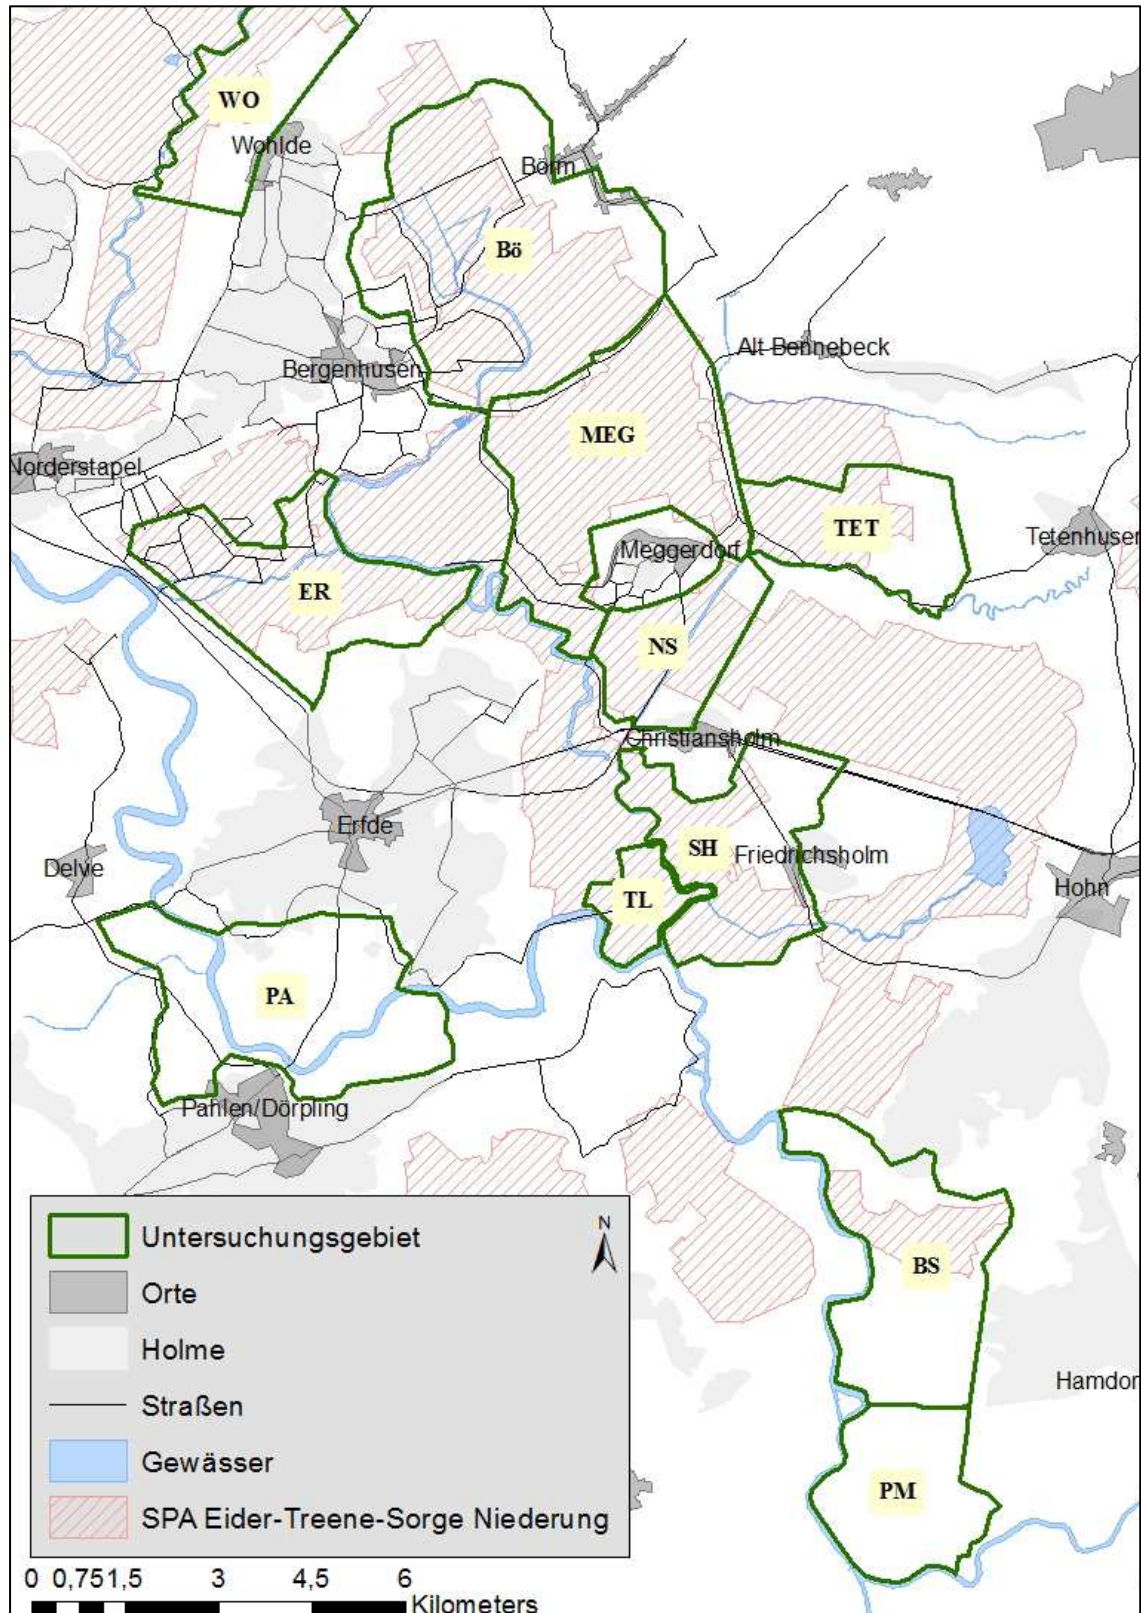 WO
Wohlde
Börm
Bö
Alt Bennebeck
Bergenhusen
MEG
Norderstapel
TET
Tetenhusen
Meggerdorf
ER
NS
Christiansholm
Erfde
SH
Friedrichsholm
Delve
TL
Hohn
PA
Pahlen/Dörpling
Untersuchungsgebiet
N
Orte
BS
Holme
Straßen
Hamdor
Gewässer
PM
SPA Eider-Treene-Sorge Niederung
0 0,75 1,5 3 4,5 6
Kilometers